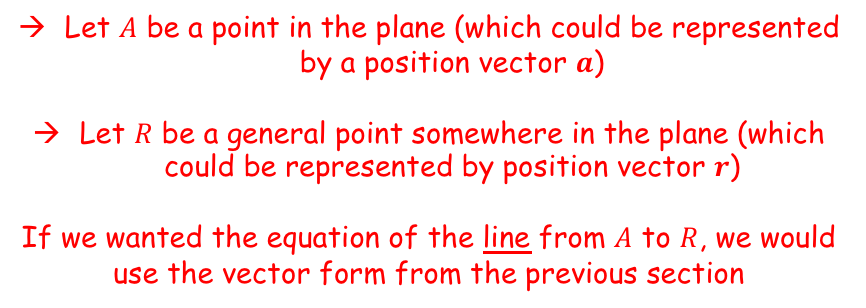 → Let A be a point in the plane (which could be represented
by a position vector a)
→ Let R be a general point somewhere in the plane (which
could be represented by position vector r)
If we wanted the equation of the line from A to R, we would
use the vector form from the previous section